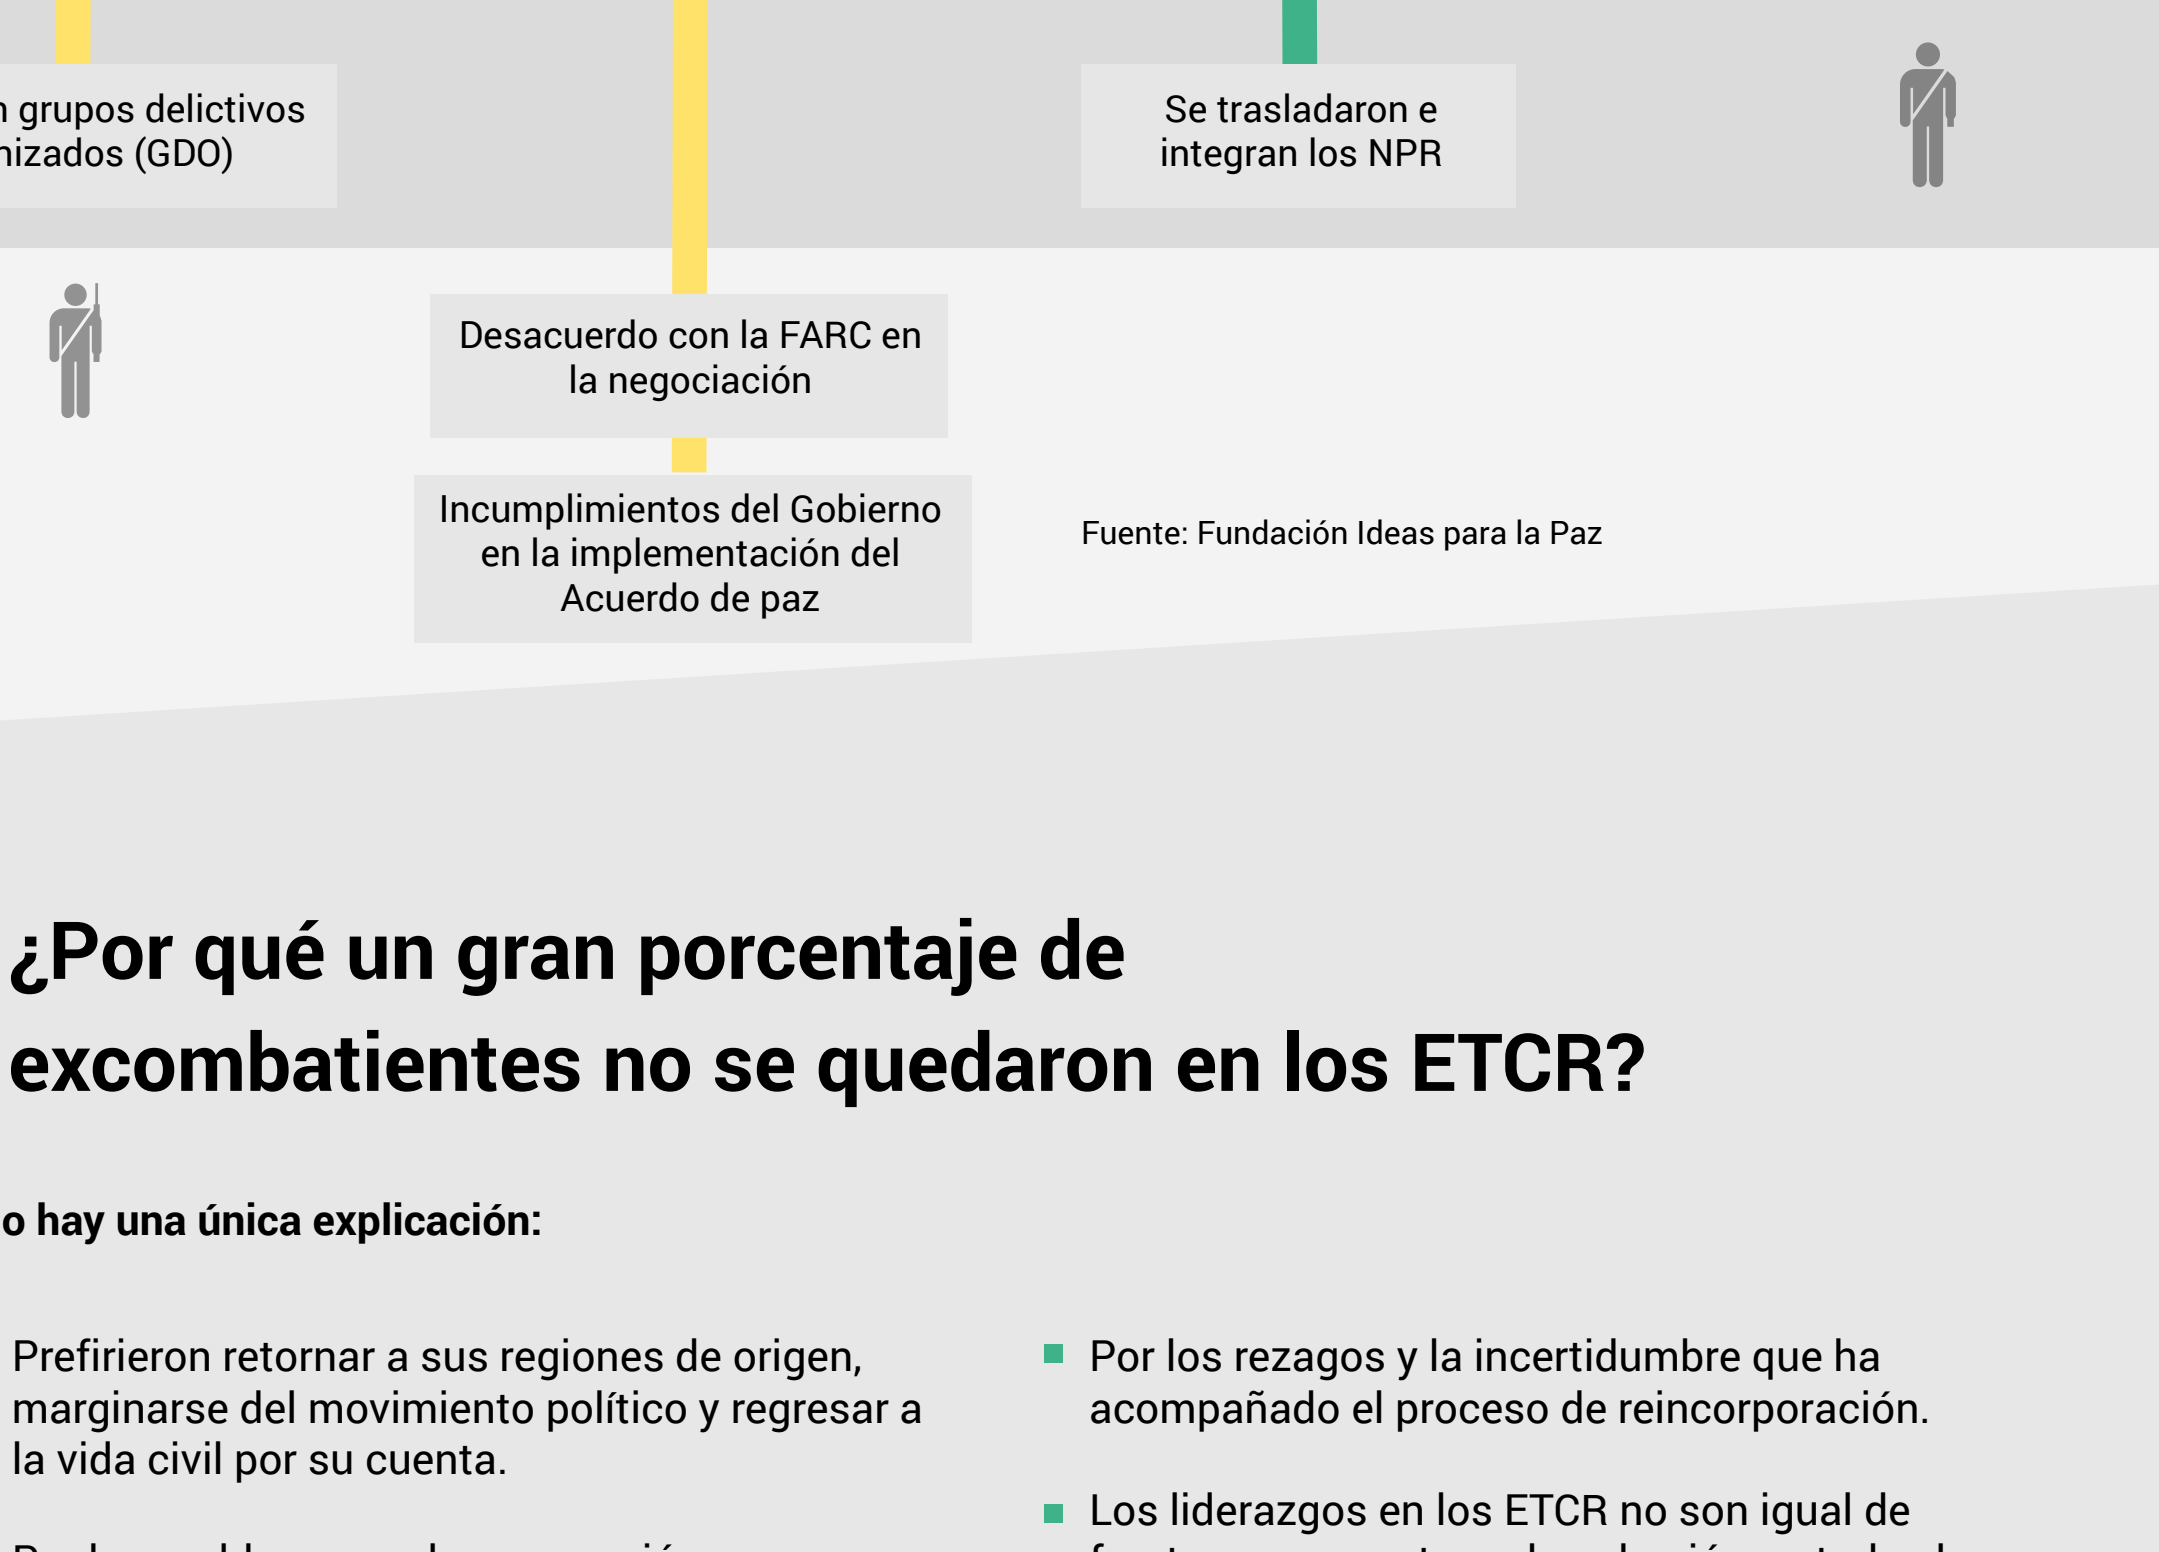 grupos delictivos
(GDO)
Se trasladaron e
integran los NPR
Desacuerdo con la FARC en
la negociación
Incumplimientos del Gobierno
en la implementación del
Acuerdo de paz
Fuente: Fundación Ideas para la Paz
¿Por qué un gran porcentaje de
excombatientes no se quedaron en los ETCR?
hay una única explicación:
Prefirieron retornar a sus regiones de origen,
marginarse del movimiento político y regresar a
la vida civil por su cuenta.
Por los rezagos y la incertidumbre que ha
acompañado el proceso de reincorporación.
Los liderazgos en los ETCR no son igual de